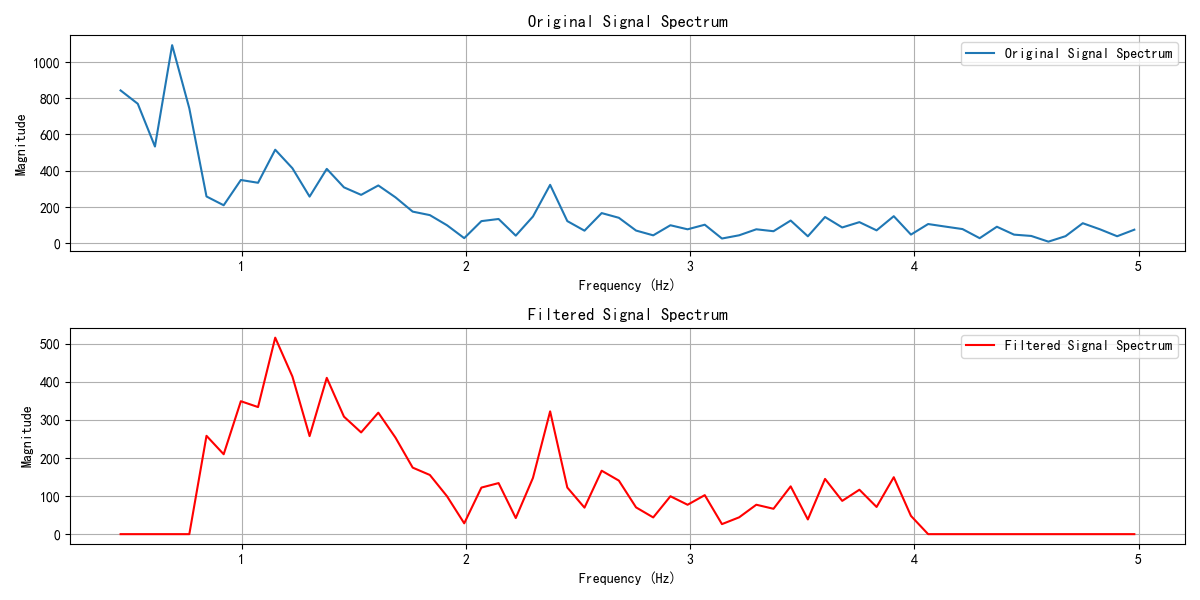 Original Signal Spectrum
Original Signal Spectrum
Magnitude
1000
800
600
400
200
0
1
2
3
4
5
Frequency (Hz)
Filtered Signal Spectrum
Filtered Signal Spectrum
Magnitude
500
400
300
200
100
0
1
2
3
4
5
Frequency (Hz)